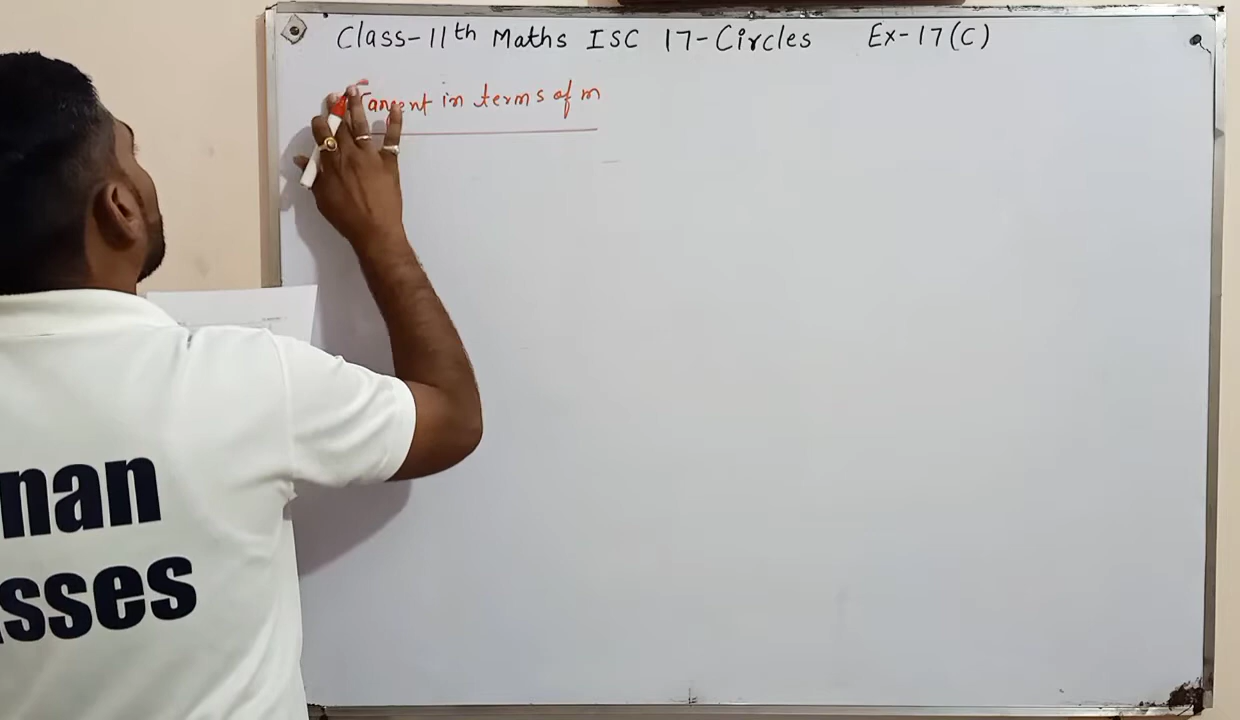 Class-11th Maths ISC 17-Circles Ex-17(C)
Tangent in terms of m
nan
sses